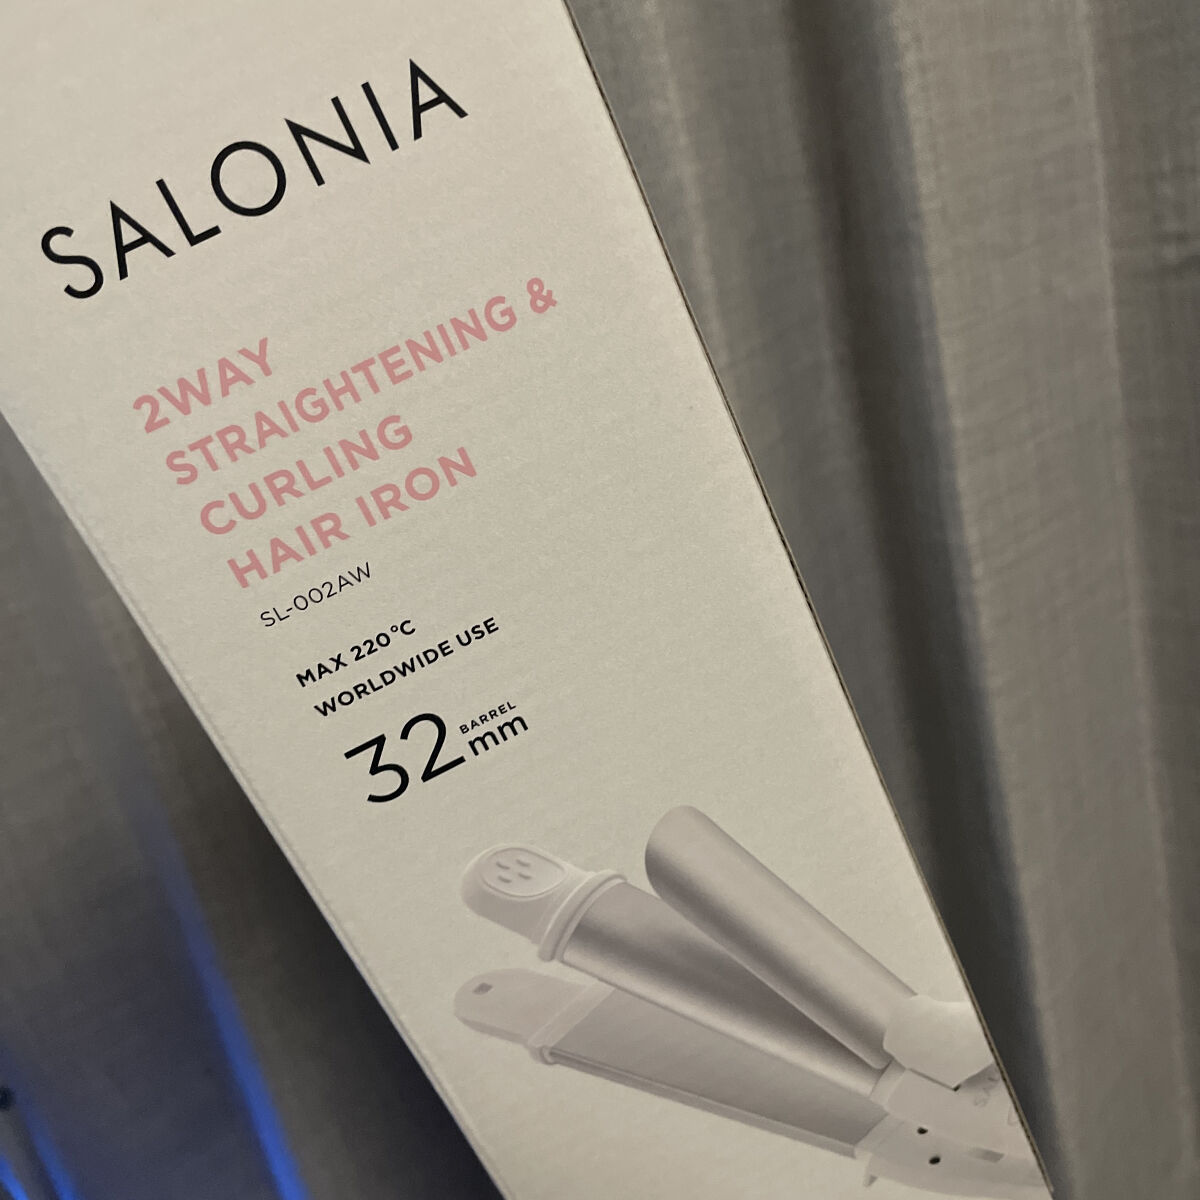 SALONIA
2WAY
STRAIGHTENING &
CURLING
HAIR IRON
SL-002AW
MAX 220°C
WORLDWIDE USE
32 BARREL mm